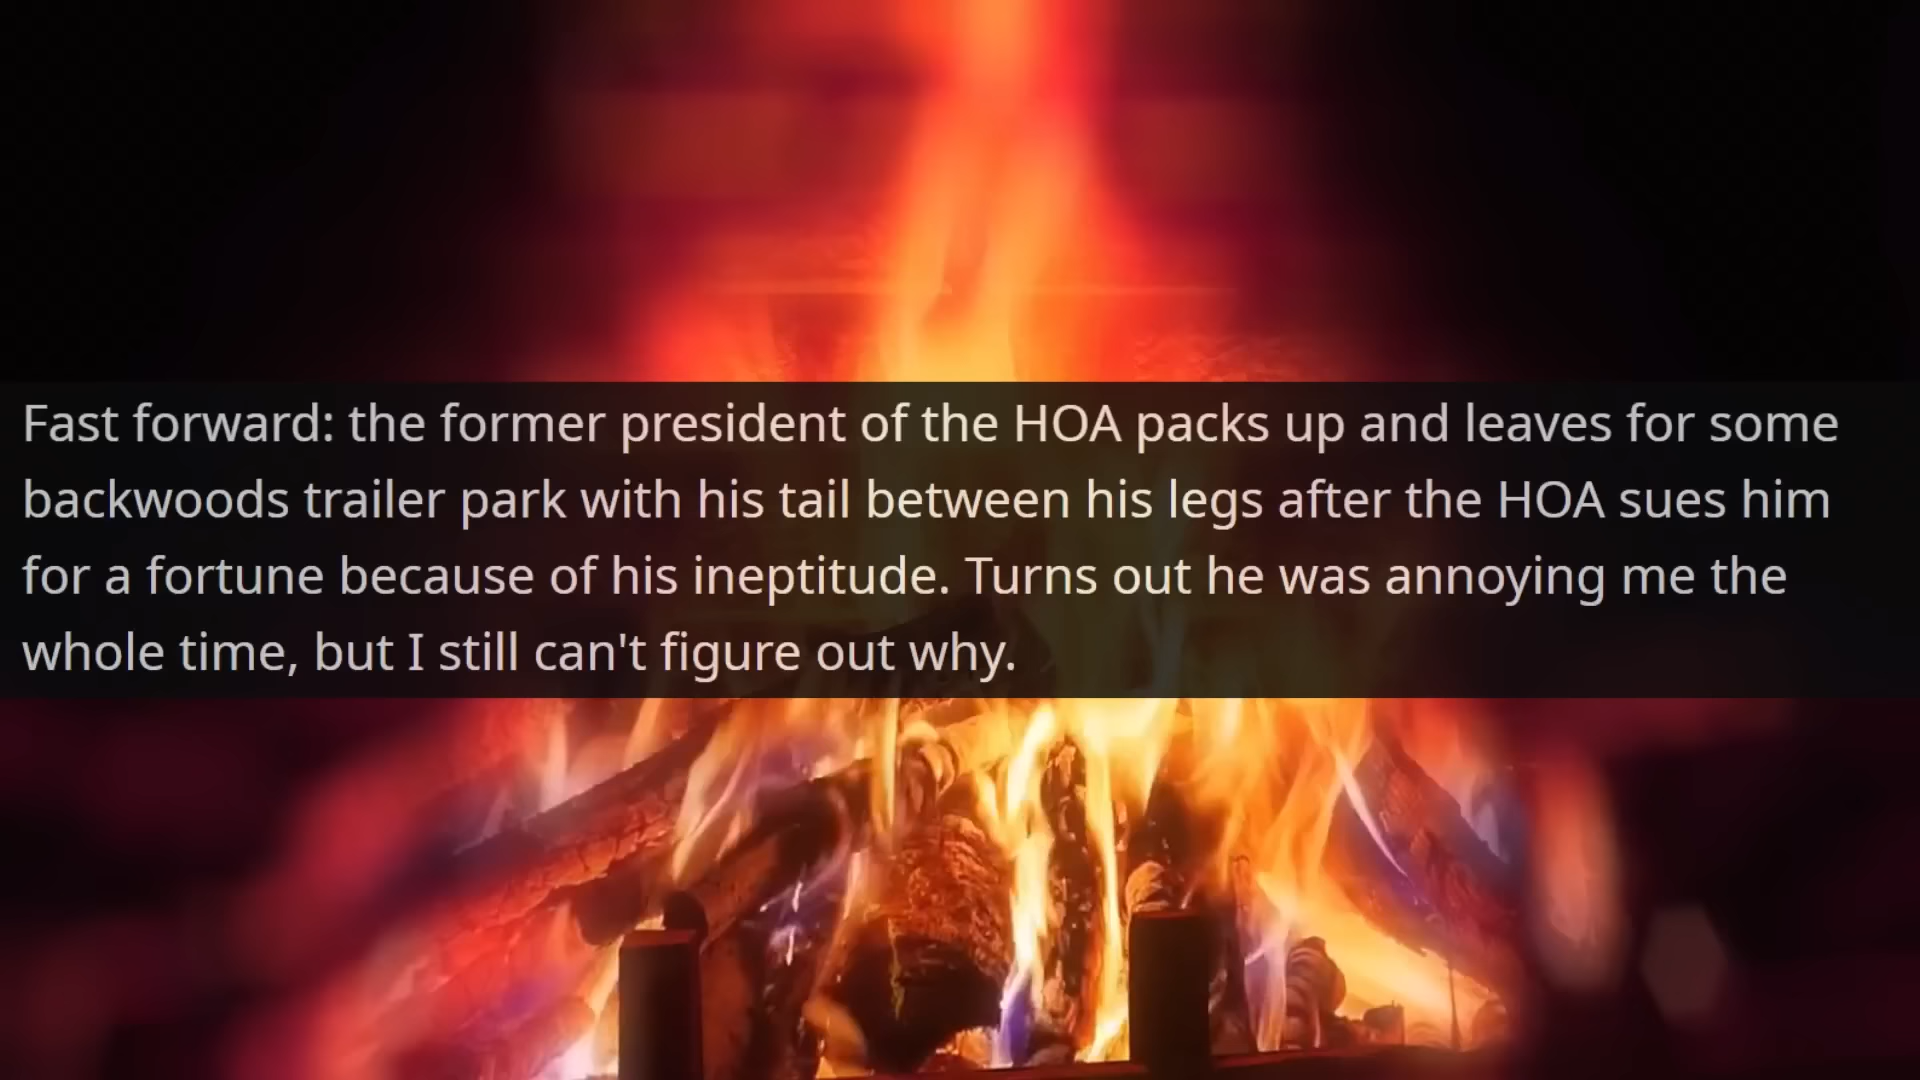 Fast forward: the former president of the HOA packs up and leaves for some
backwoods trailer park with his tail between his legs after the HOA sues him
for a fortune because of his ineptitude. Turns out he was annoying me the
whole time, but I still can't figure out why.